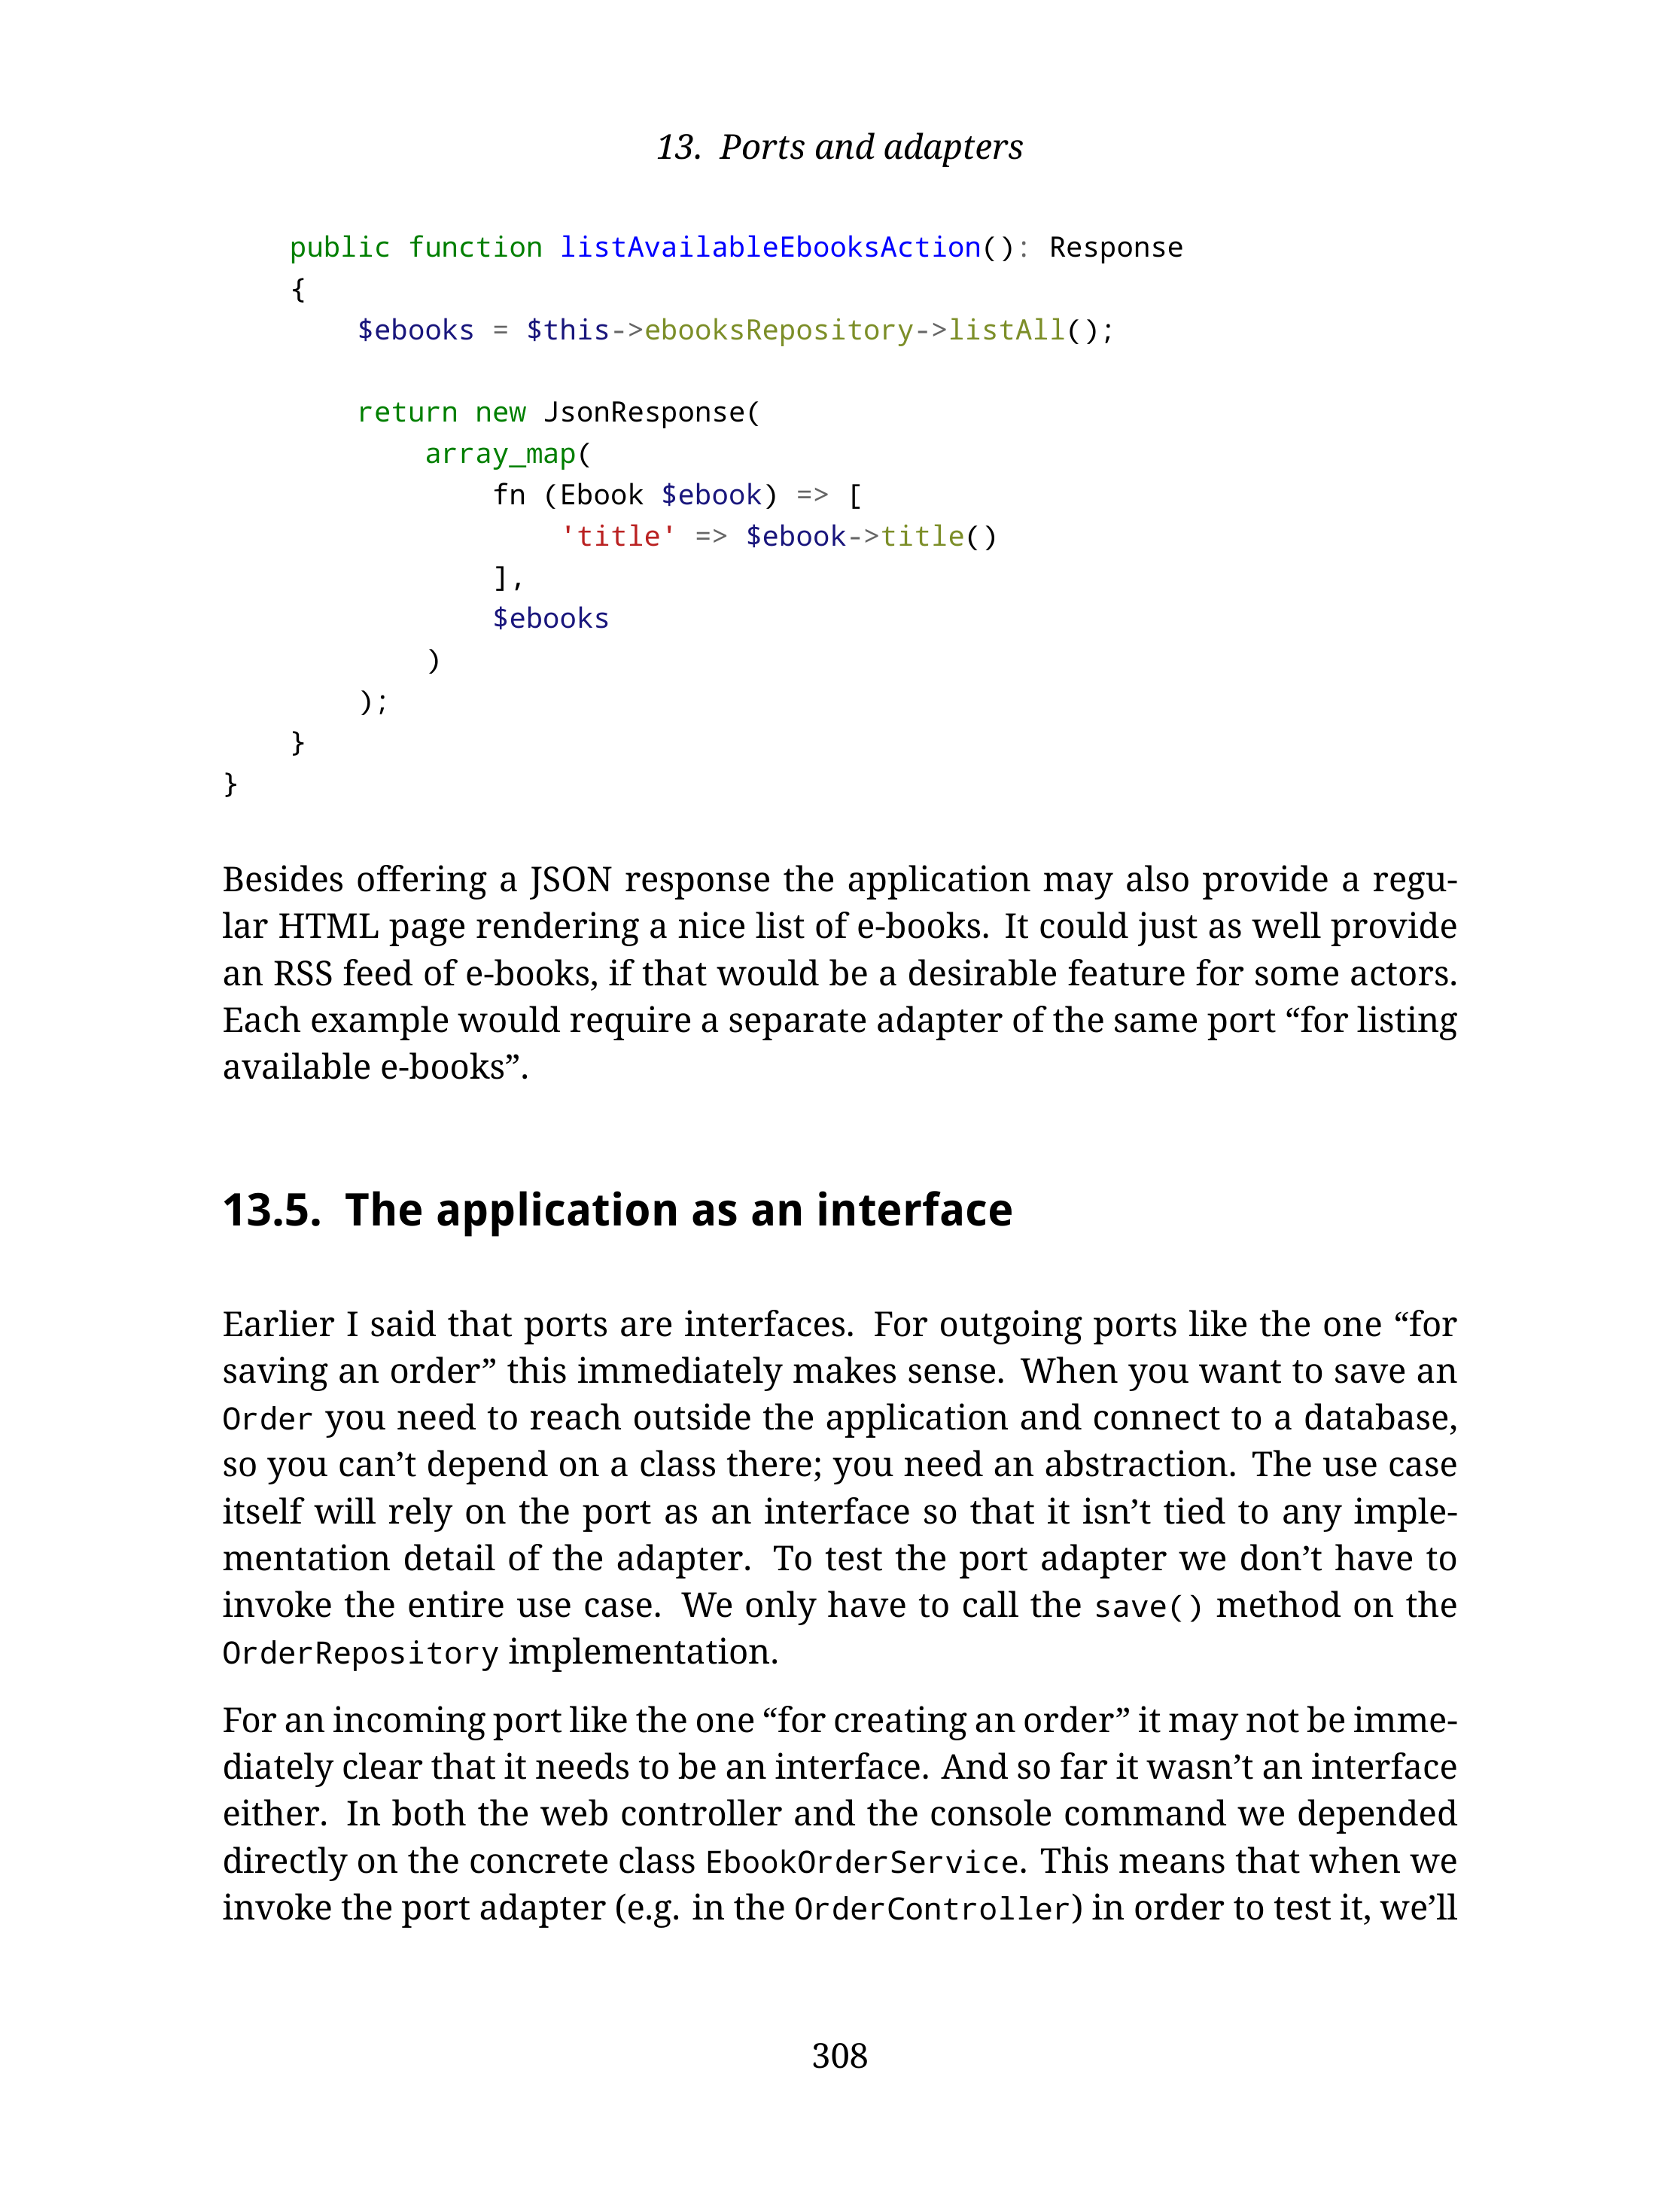 13. Ports and adapters
    public function listAvailableEbooksAction(): Response
    {
        $ebooks = $this->ebooksRepository->listAll();

        return new JsonResponse(
            array_map(
                fn (Ebook $ebook) => [
                    'title' => $ebook->title()
                ],
                $ebooks
            )
        );
    }
}
Besides offering a JSON response the application may also provide a regu-
lar HTML page rendering a nice list of e-books. It could just as well provide
an RSS feed of e-books, if that would be a desirable feature for some actors.
Each example would require a separate adapter of the same port “for listing
available e-books”.
13.5. The application as an interface
Earlier I said that ports are interfaces. For outgoing ports like the one “for
saving an order” this immediately makes sense. When you want to save an
Order you need to reach outside the application and connect to a database,
so you can’t depend on a class there; you need an abstraction. The use case
itself will rely on the port as an interface so that it isn’t tied to any imple-
mentation detail of the adapter. To test the port adapter we don’t have to
invoke the entire use case. We only have to call the save() method on the
OrderRepository implementation.
For an incoming port like the one “for creating an order” it may not be imme-
diately clear that it needs to be an interface. And so far it wasn’t an interface
either. In both the web controller and the console command we depended
directly on the concrete class EbookOrderService. This means that when we
invoke the port adapter (e.g. in the OrderController) in order to test it, we’ll
308